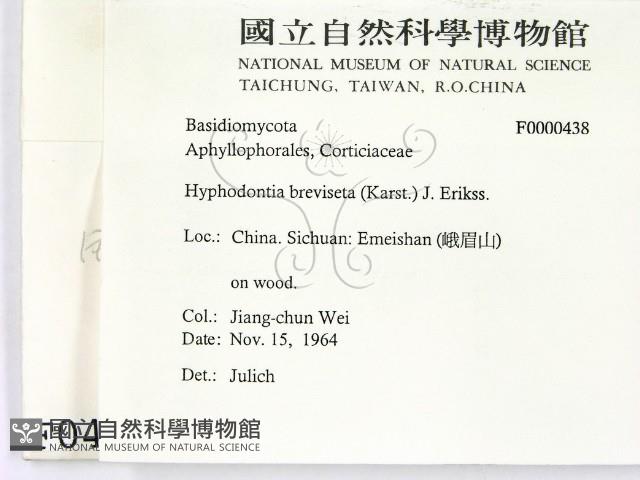 國立自然科學博物館
NATIONAL MUSEUM OF NATURAL SCIENCE
TAICHUNG, TAIWAN, R.O.CHINA
Basidiomycota F0000438
Aphyllophorales, Corticiaceae
Hyphodontia breviseta (Karst.) J. Erikss.
Loc.: China. Sichuan: Emeishan (峨眉山)
on wood.
Col.: Jiang-chun Wei
Date: Nov. 15, 1964
Det.: Julich
F04
國立自然科學博物館
NATIONAL MUSEUM OF NATURAL SCIENCE